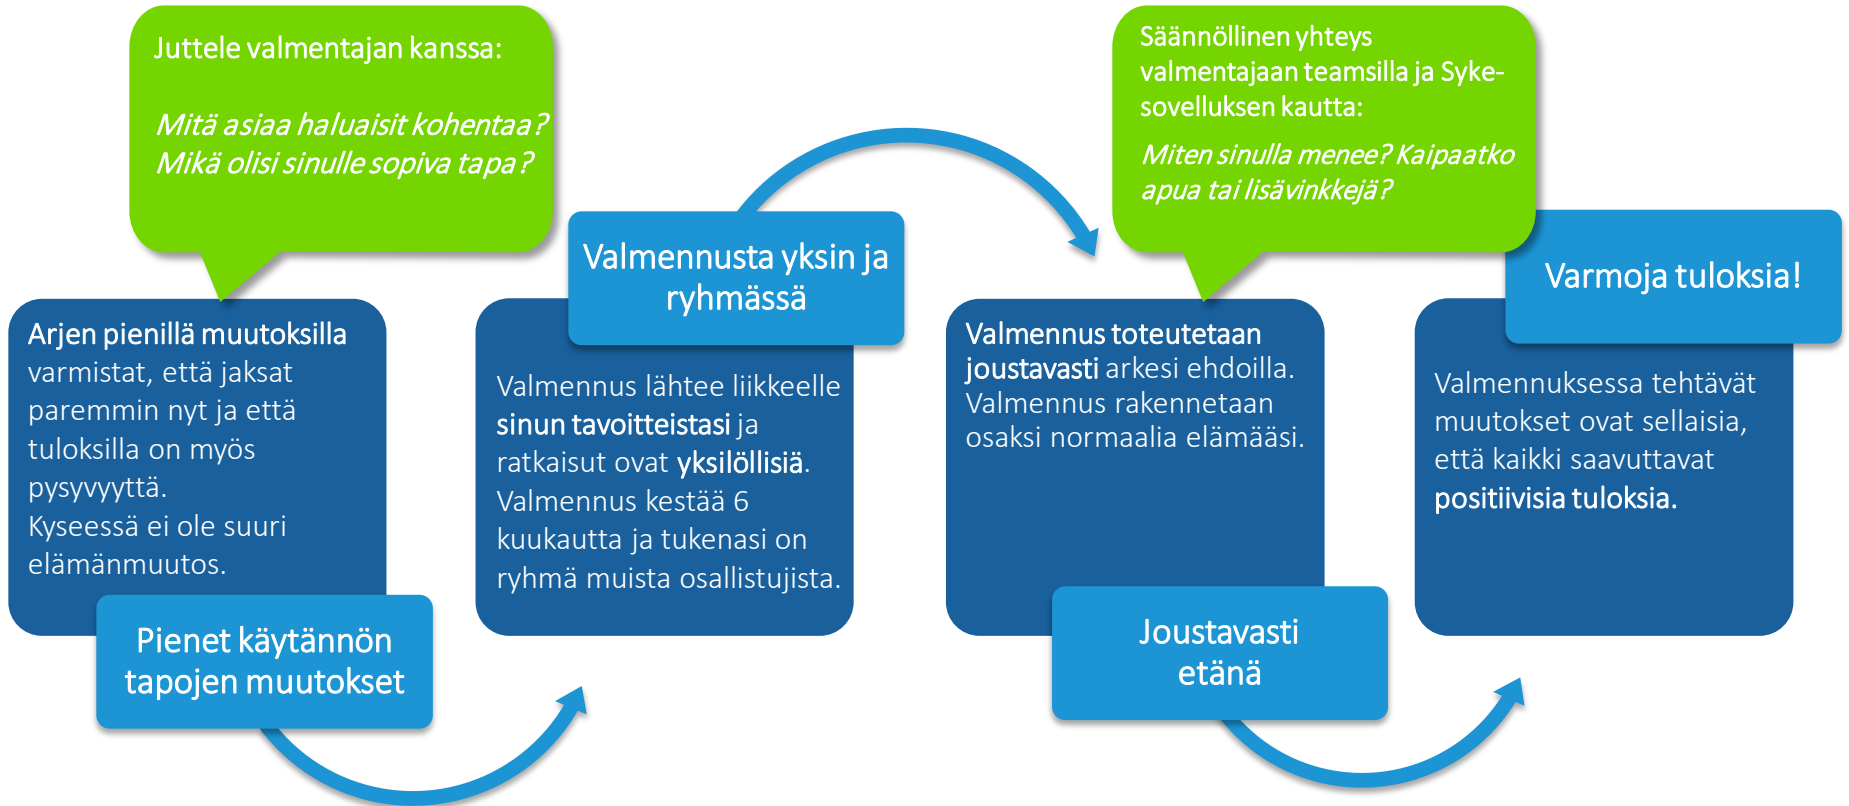 Juttele valmentajan kanssa:
Mitä asiaa haluaisit kohentaa?
Mikä olisi sinulle sopiva tapa?
Arjen pienillä muutoksilla
varmistat, että jaksat
paremmin nyt ja että
tuloksilla on myös
pysyvyyttä.
Kyseessä ei ole suuri
elämänmuutos.
Pienet käytännön
tapojen muutokset
Valmennusta yksin ja
ryhmässä
Valmennus lähtee liikkeelle
sinun tavoitteistasi ja
ratkaisut ovat yksilöllisiä.
Valmennus kestää 6
kuukautta ja tukenasi on
ryhmä muista osallistujista.
Säännöllinen yhteys
valmentajaan teamsilla ja Syke-
sovelluksen kautta:
Miten sinulla menee? Kaipaatko
apua tai lisävinkkejä?
Valmennus toteutetaan
joustavasti arkesi ehdoilla.
Valmennus rakennetaan
osaksi normaalia elämääsi.
Joustavasti
etänä
Varmoja tuloksia!
Valmennuksessa tehtävät
muutokset ovat sellaisia,
että kaikki saavuttavat
positiivisia tuloksia.